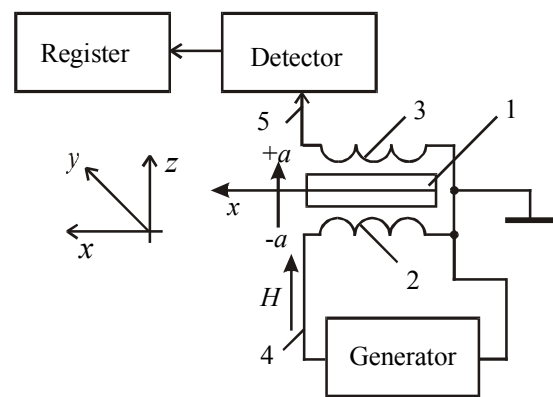 Register
Detector
5
3
1
+a
y
z
x
x
-a
2
H
4
Generator